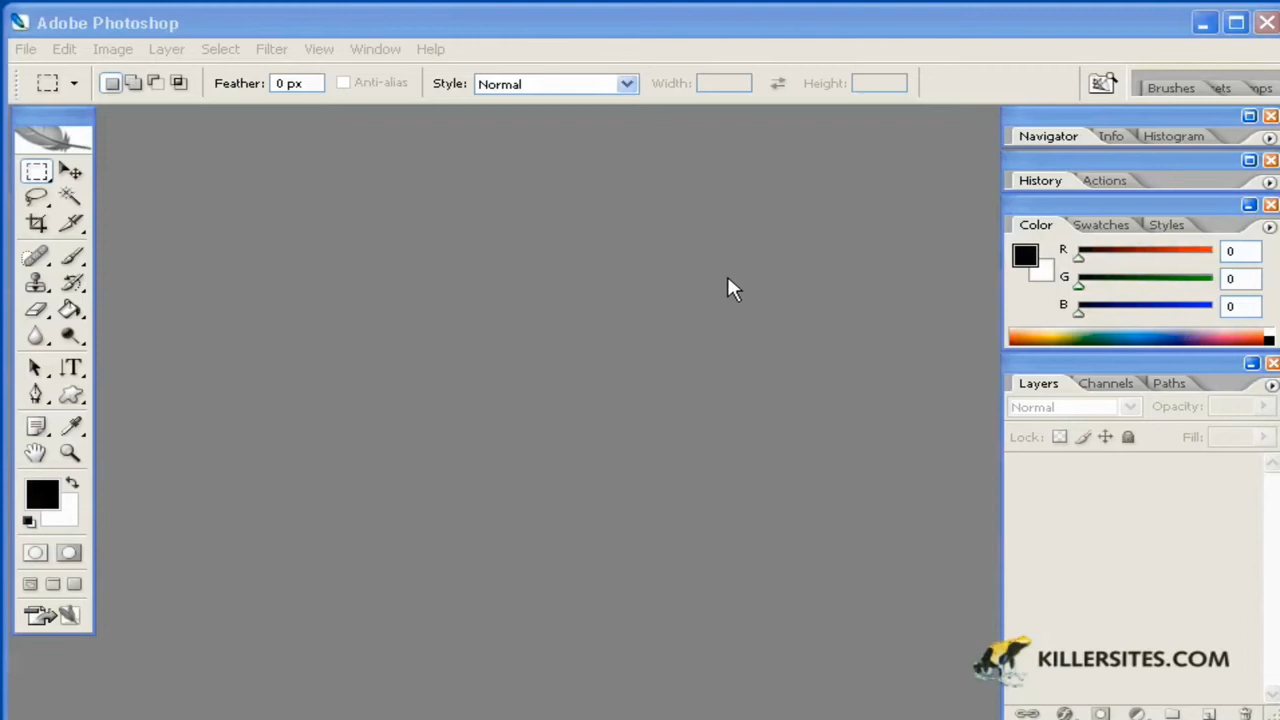 Adobe Photoshop
File Edit Image Layer Select Filter View Window Help
Feather: 0 px Anti-alias Style: Normal Width: Height: Brushes ets mps
Navigator Info Histogram
History Actions
Color Swatches Styles
R 0
G 0
B 0
Layers Channels Paths
Normal Opacity:
Lock: Fill:
KILLERSITES.COM